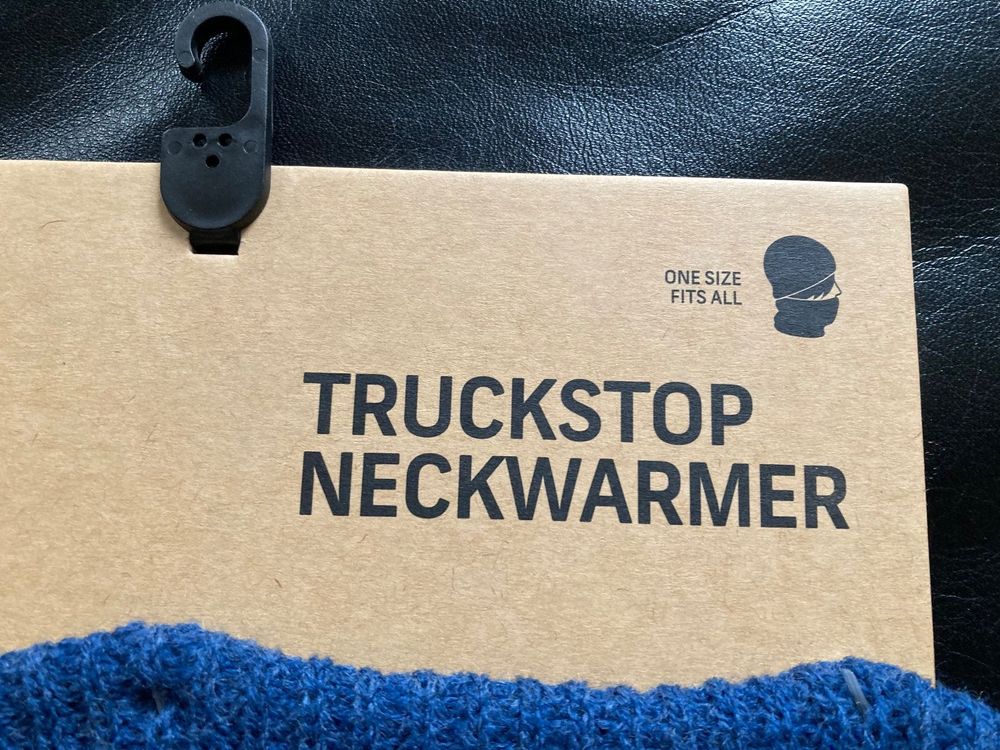 ONE SIZE
FITS ALL
TRUCKSTOP
NECKWARMER